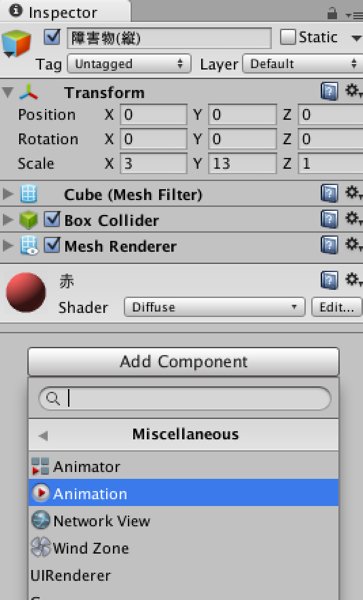 Inspector
障害物(縦) Static
Tag Untagged Layer Default
Transform
Position X 0 Y 0 Z 0
Rotation X 0 Y 0 Z 0
Scale X 3 Y 13 Z 1
Cube (Mesh Filter)
Box Collider
Mesh Renderer
赤
Shader Diffuse Edit...
Add Component
Miscellaneous
Animator
Animation
Network View
Wind Zone
UIRenderer